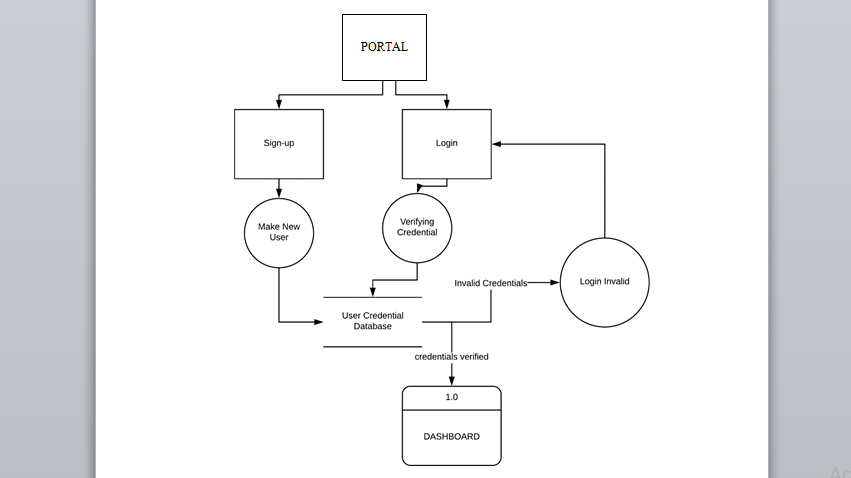 PORTAL
Sign-up
Login
Make New
User
Verifying
Credential
Invalid Credentials
Login Invalid
User Credential
Database
credentials verified
1.0
DASHBOARD